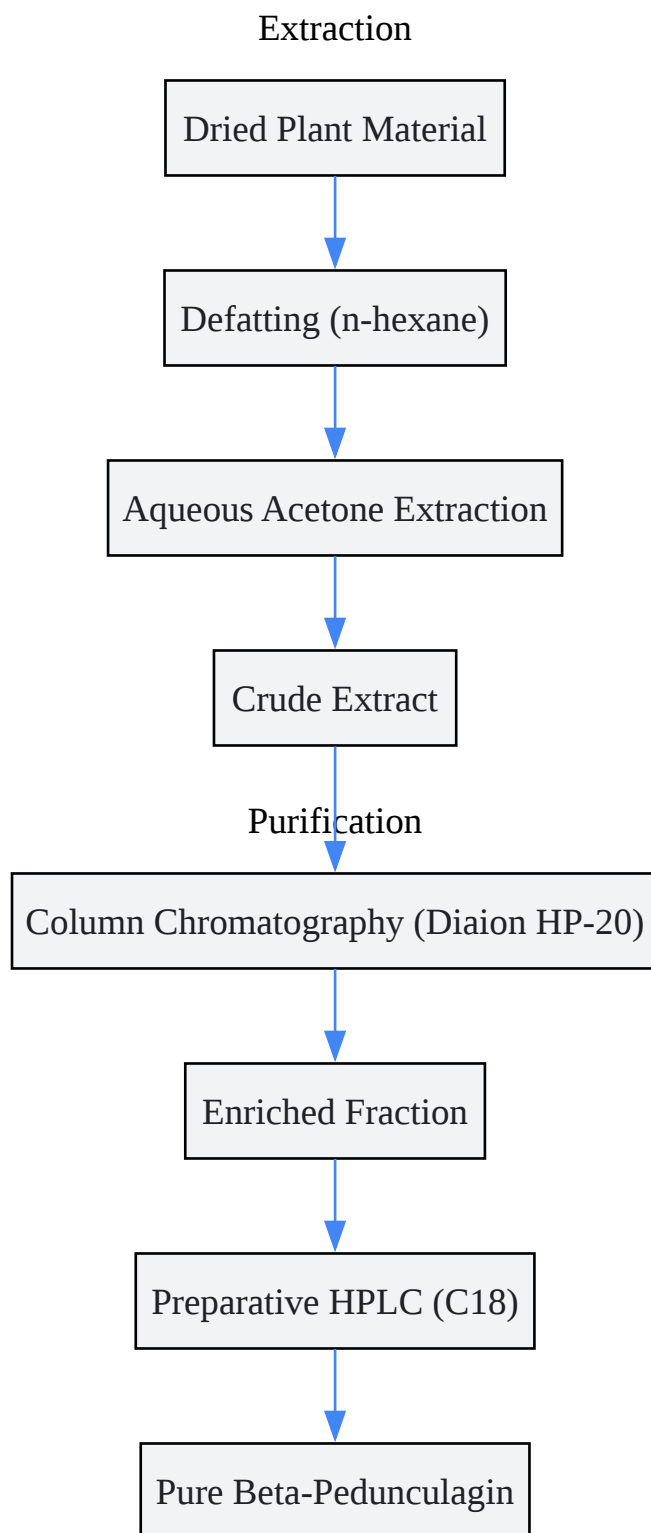 Extraction
Dried Plant Material
Defatting (n-hexane)
Aqueous Acetone Extraction
Crude Extract
Purification
Column Chromatography (Diaion HP-20)
Enriched Fraction
Preparative HPLC (C18)
Pure Beta-Pedunculagin